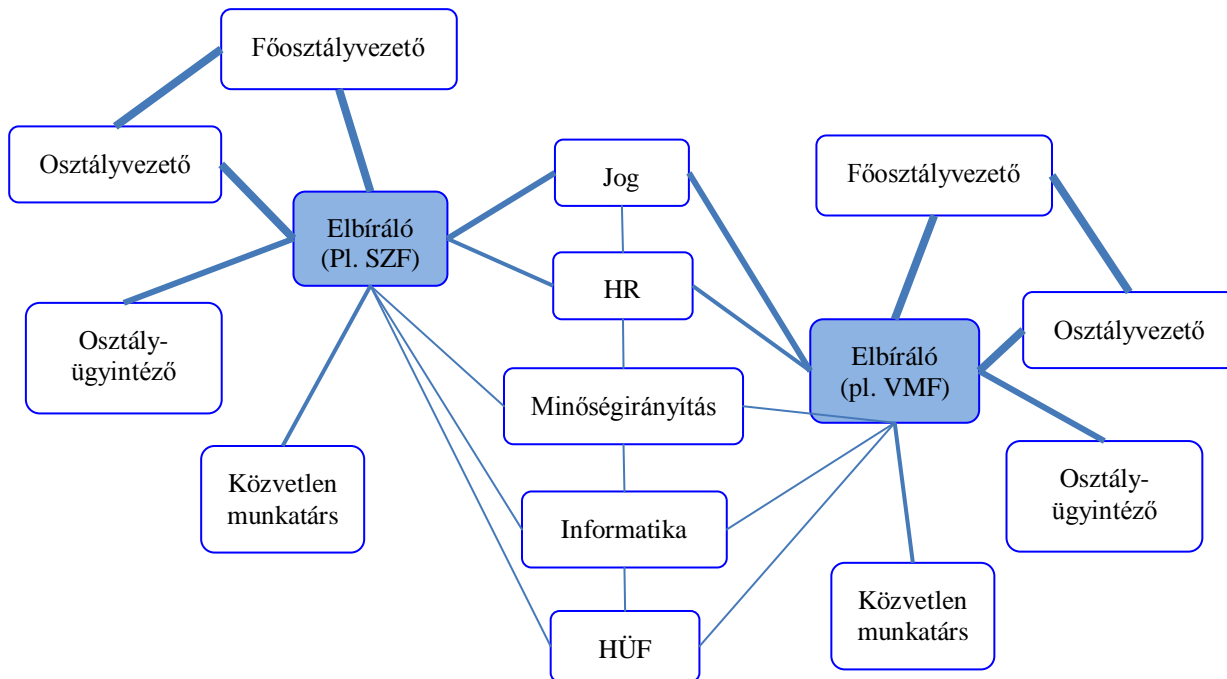 Főosztályvezető
Osztályvezető
Elbíráló
(Pl. SZF)
Osztály-
ügyintéző
Közvetlen
munkatárs
Jog
HR
Minőségirányítás
Informatika
HÜF
Főosztályvezető
Osztályvezető
Elbíráló
(pl. VMF)
Osztály-
ügyintéző
Közvetlen
munkatárs